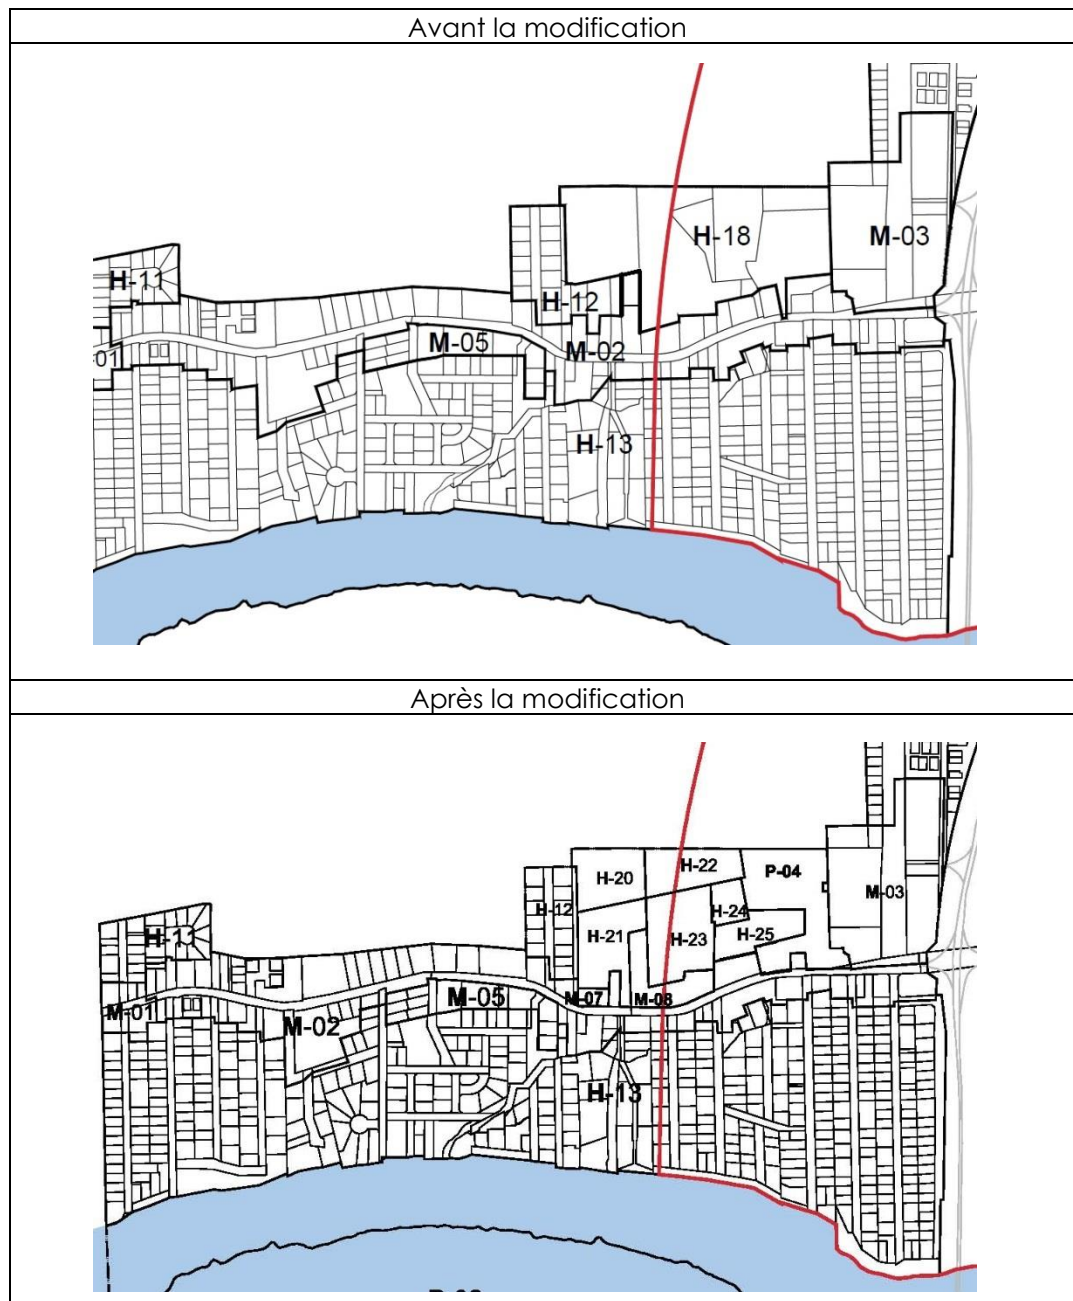 Avant la modification
H-18
M-03
H-11
H-12
M-05
M-02
01
H-13
Après la modification
H-20
H-22
P-04
M-03
H-12
H-24
H-21
H-23
H-25
H-11
M-05
M-07
M-08
M-01
M-02
H-13